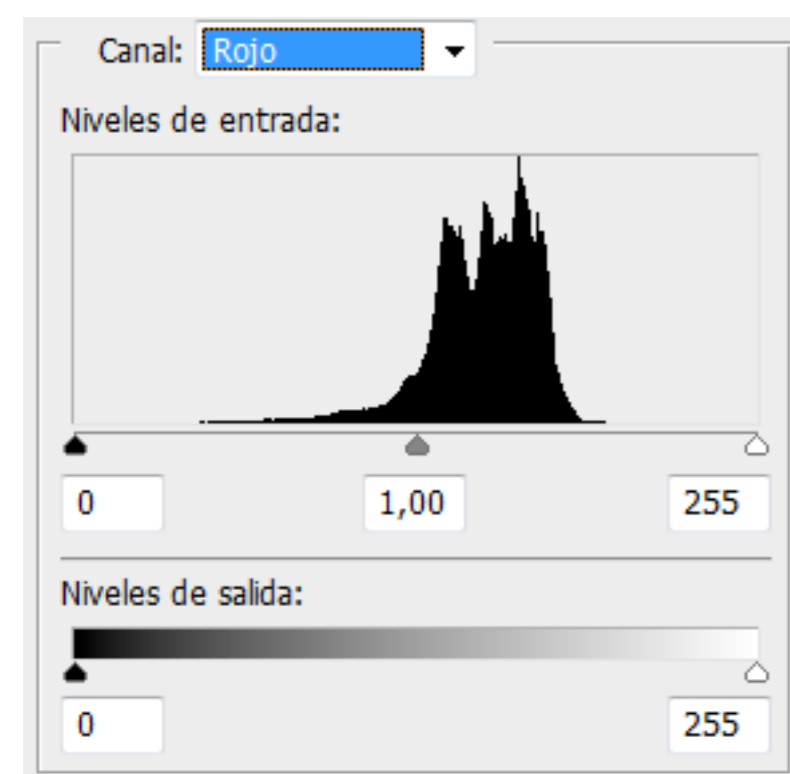 Canal: Rojo
Niveles de entrada:
0 1,00 255
Niveles de salida:
0 255